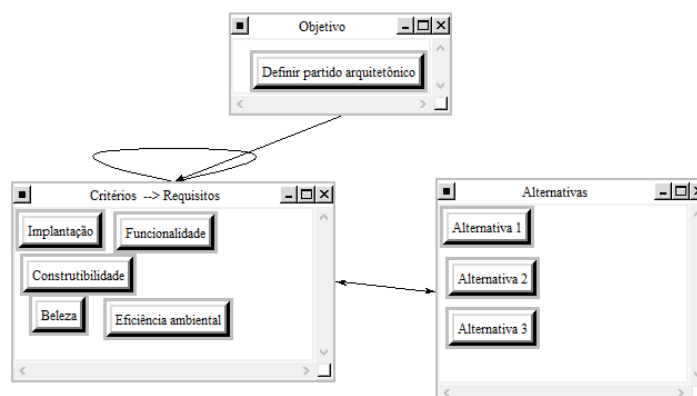 Objetivo
Definir partido arquitetônico
Critérios --> Requisitos
Implantação
Funcionalidade
Construtibilidade
Beleza
Eficiência ambiental
Alternativas
Alternativa 1
Alternativa 2
Alternativa 3